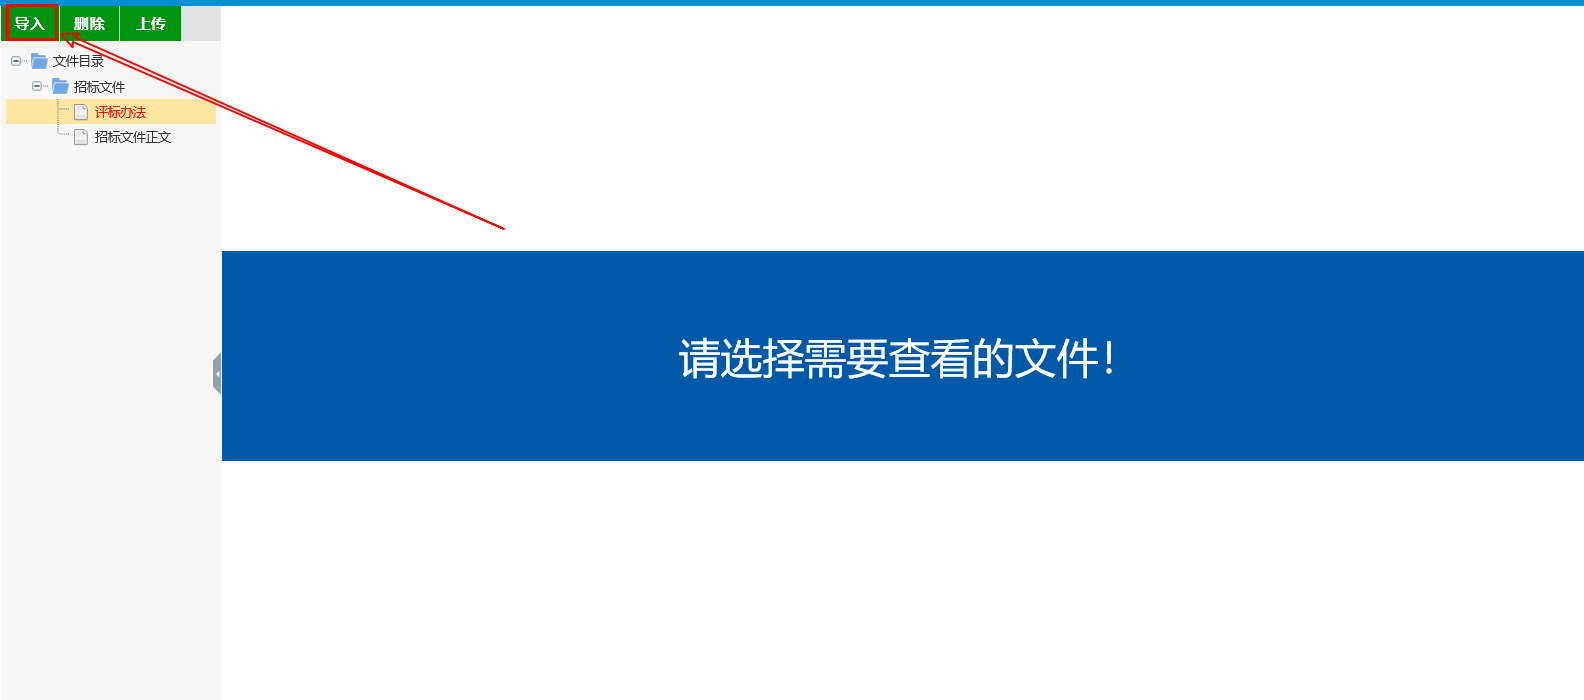 导入 删除 上传
文件目录
招标文件
评标办法
招标文件正文
请选择需要查看的文件！